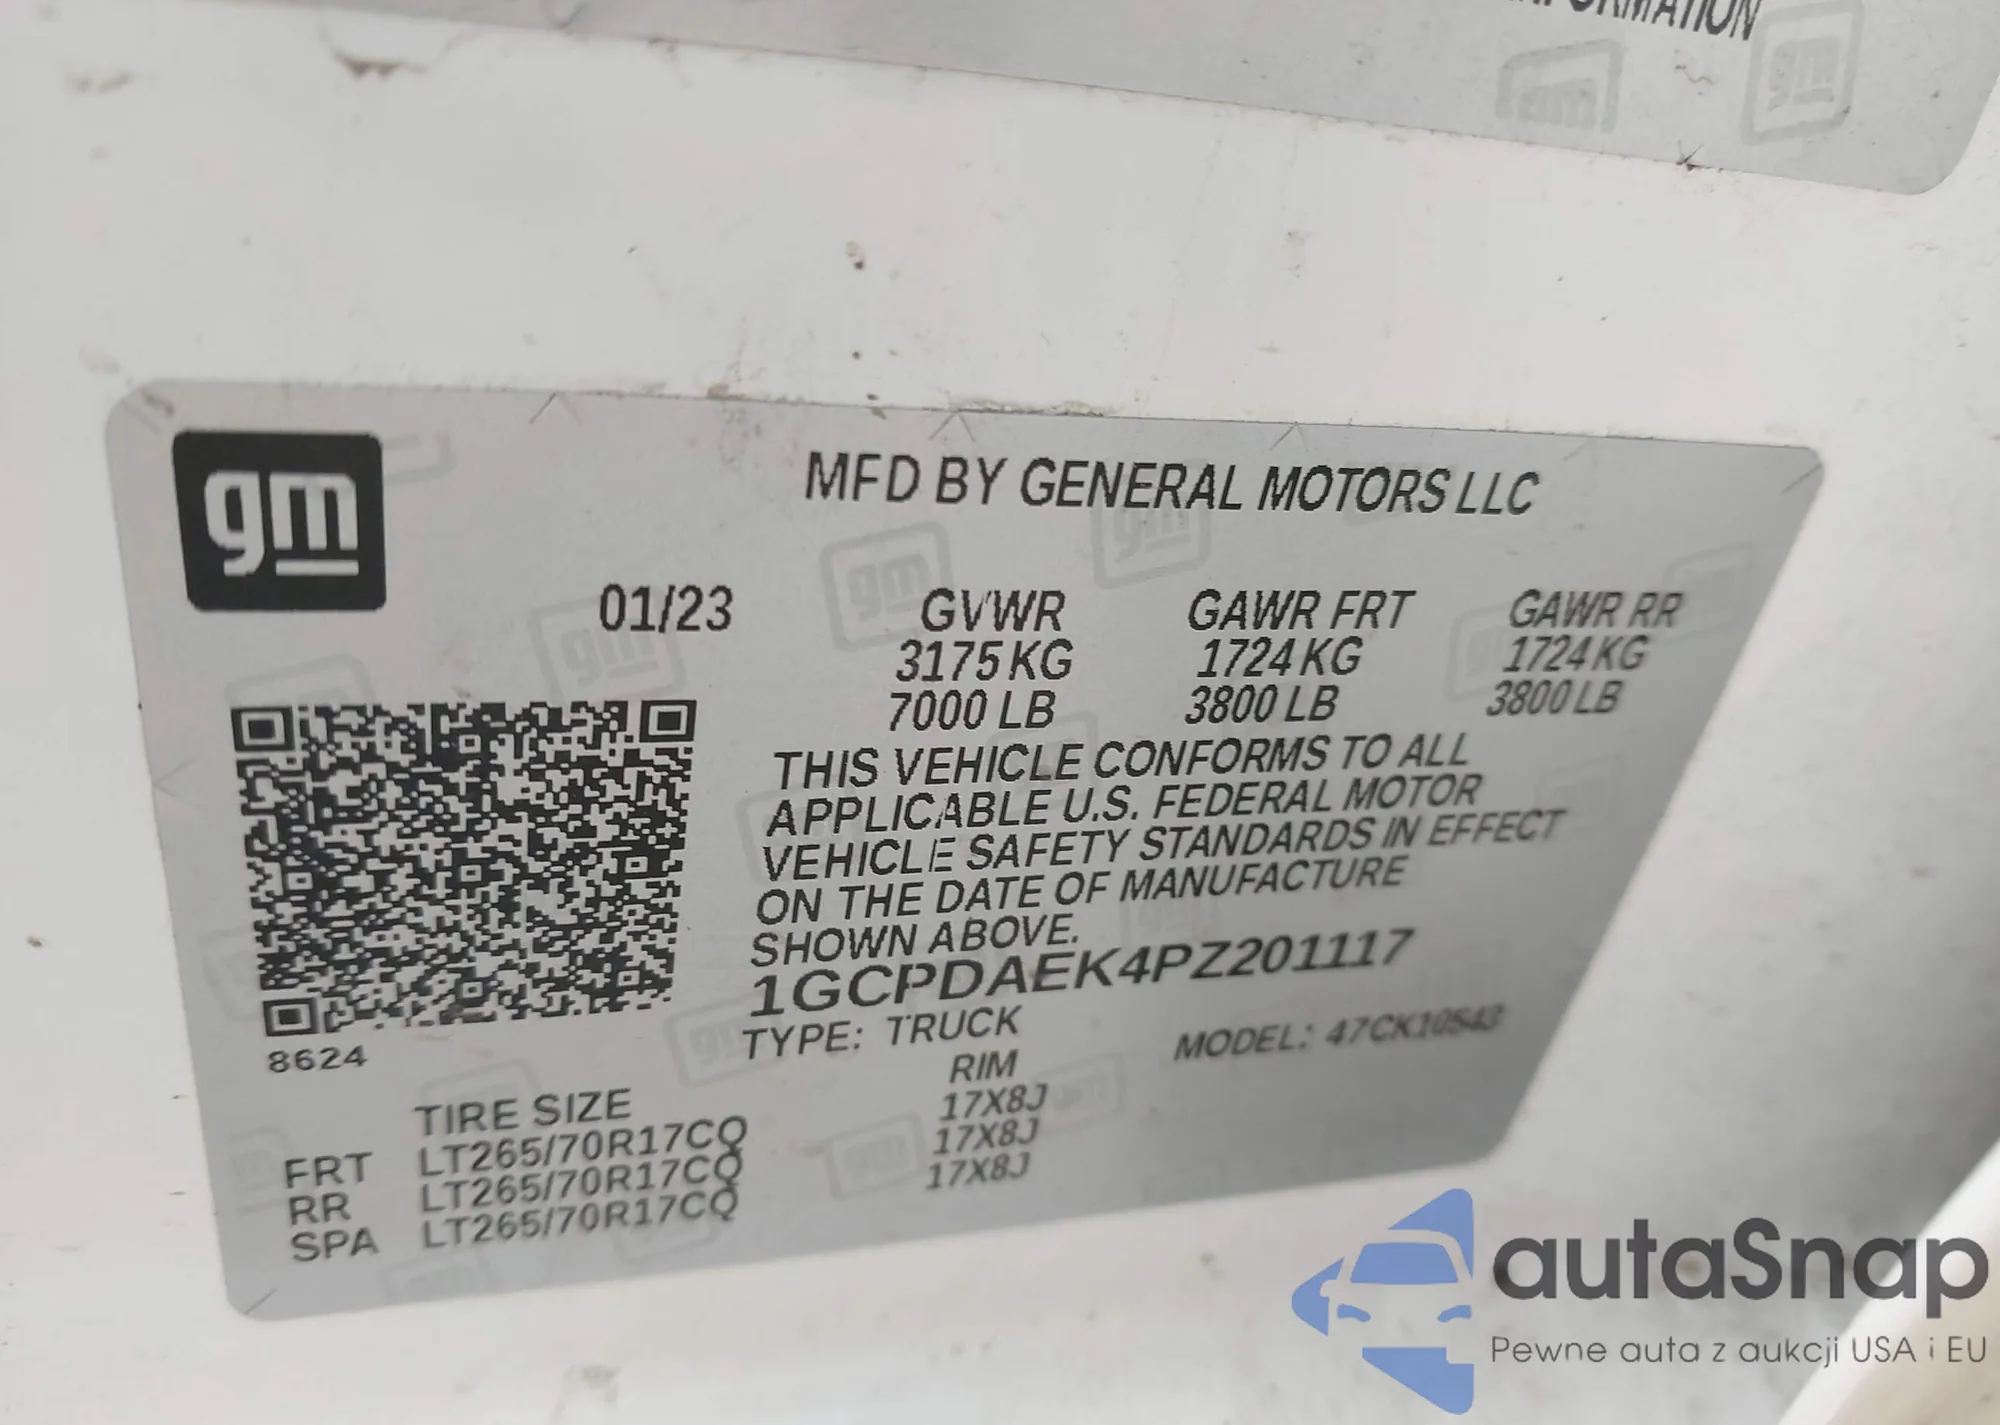 INFORMATION
gm
MFD BY GENERAL MOTORS LLC
01/23 GVWR GAWR FRT GAWR RR
3175 KG 1724 KG 1724 KG
7000 LB 3800 LB 3800 LB
THIS VEHICLE CONFORMS TO ALL
APPLICABLE U.S. FEDERAL MOTOR
VEHICLE SAFETY STANDARDS IN EFFECT
ON THE DATE OF MANUFACTURE
SHOWN ABOVE.
1GCPDAEK4PZ201117
TYPE: TRUCK MODEL: 47CK10543
8624
TIRE SIZE RIM
FRT LT265/70R17CQ 17X8J
RR LT265/70R17CQ 17X8J
SPA LT265/70R17CQ 17X8J
autaSnap
Pewne auta z aukcji USA i EU